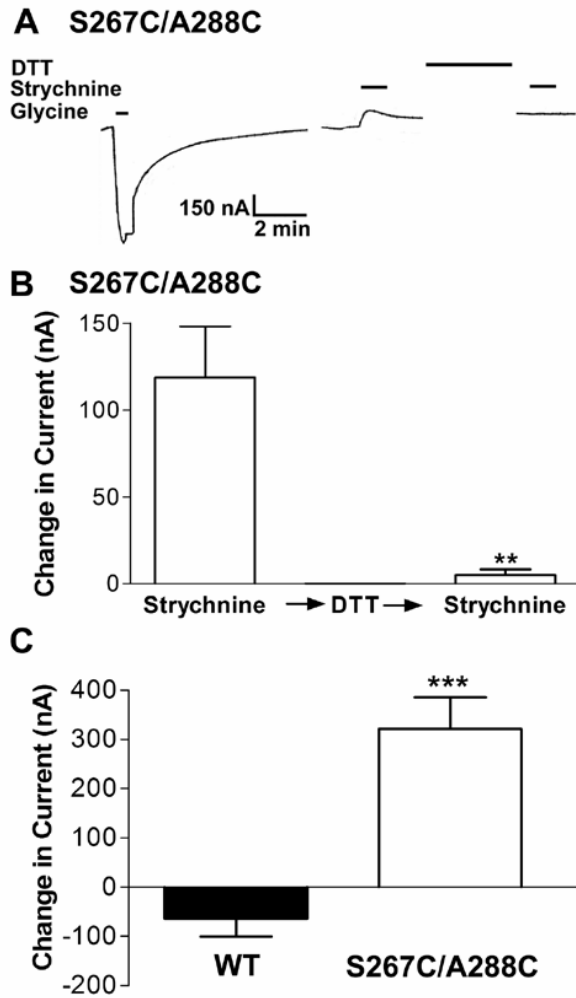 A S267C/A288C
DTT
Strychnine
Glycine
150 nA
2 min
B S267C/A288C
Change in Current (nA)
150
100
50
0
**
Strychnine → DTT → Strychnine
C
Change in Current (nA)
400
300
200
100
0
-100
-200
***
WT
S267C/A288C